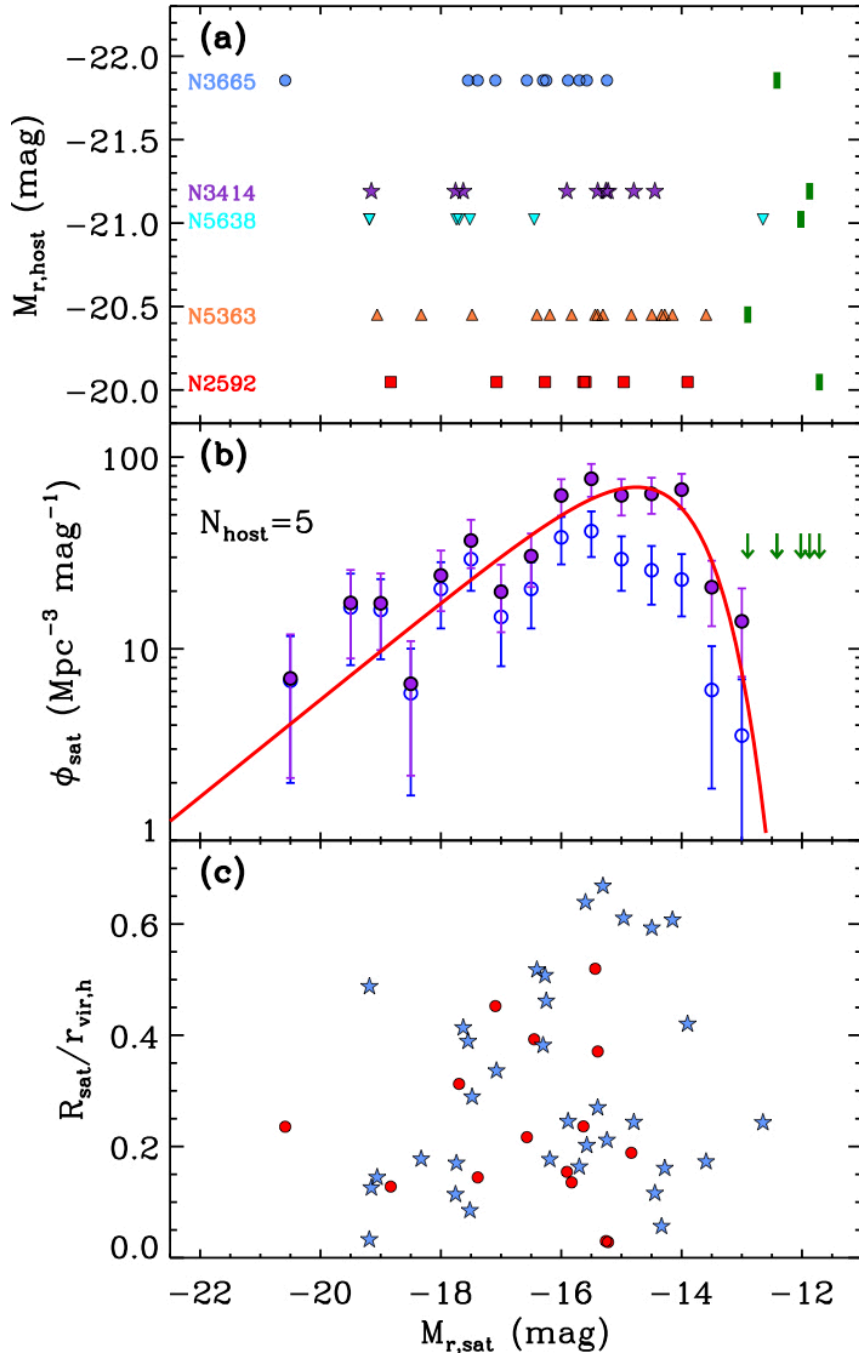 (a)
−22.0
−21.5
−21.0
−20.5
−20.0
M_r,host (mag)
N3665
N3414
N5638
N5363
N2592
(b)
100
10
1
ϕ_sat (Mpc⁻³ mag⁻¹)
N_host=5
(c)
0.6
0.4
0.2
0.0
R_sat/r_vir,h
−22 −20 −18 −16 −14 −12
M_r,sat (mag)